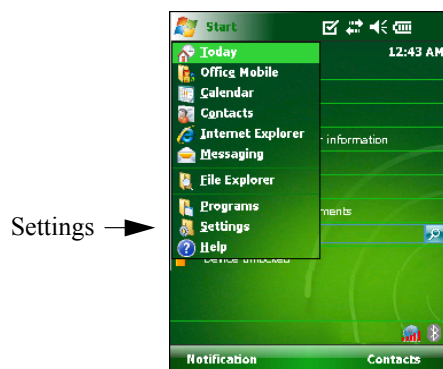 Start
Today
12:43 AM
Office Mobile
Calendar
Contacts
Internet Explorer
r information
Messaging
File Explorer
Programs
ments
Settings
Settings
Help
Device unlocked
Notification
Contacts